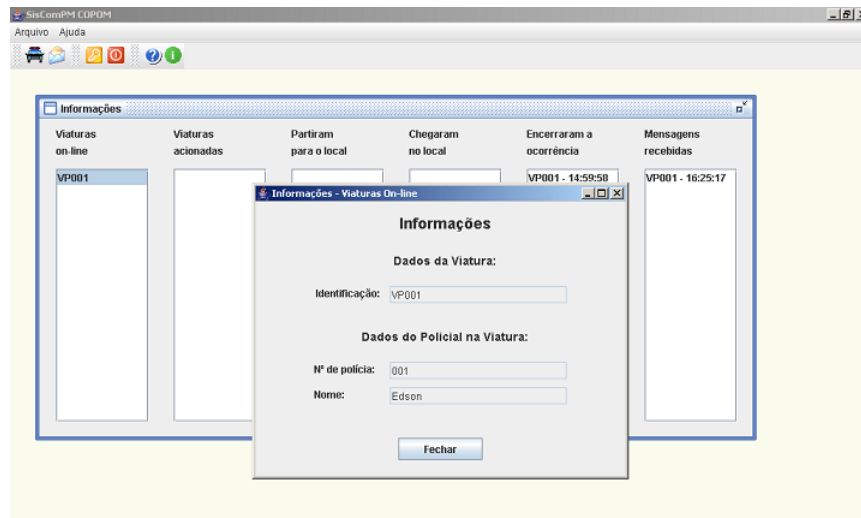 SisComPM COPOM
Arquivo Ajuda
Informações
Viaturas on-line
Viaturas acionadas
Partiram para o local
Chegaram no local
Encerraram a ocorrência
Mensagens recebidas
VP001
VP001 - 14:59:58
VP001 - 16:25:17
Informações - Viaturas On-line
Informações
Dados da Viatura:
Identificação: VP001
Dados do Policial na Viatura:
Nº de polícia: 001
Nome: Edson
Fechar